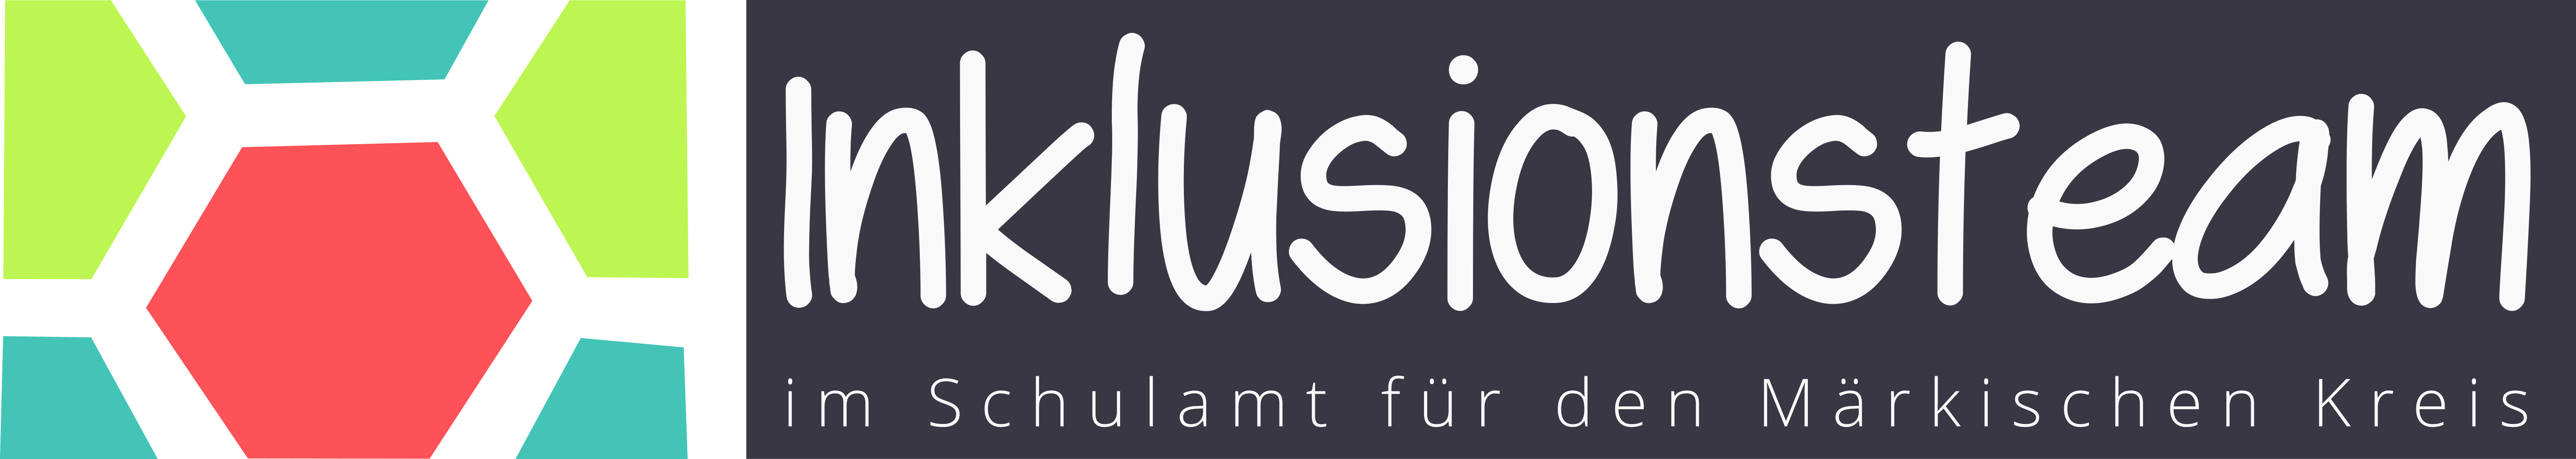 Inklusionsteam
im Schulamt für den Märkischen Kreis